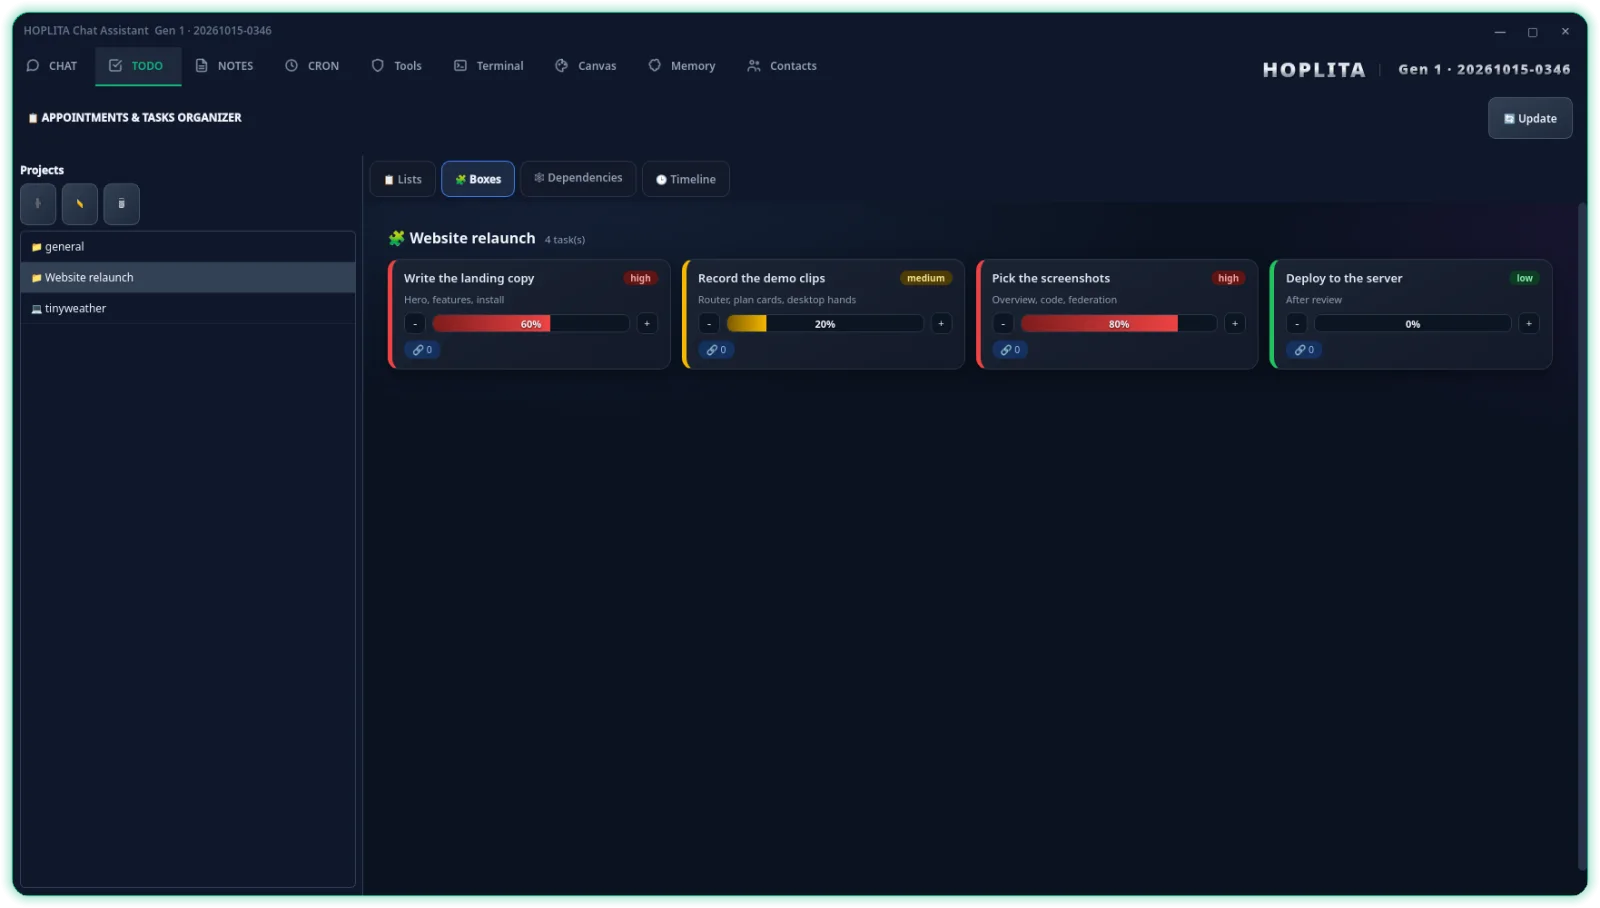 HOPLITA Chat Assistant Gen 1 · 20261015-0346
CHAT
TODO
NOTES
CRON
Tools
Terminal
Canvas
Memory
Contacts
HOPLITA
Gen 1 · 20261015-0346
APPOINTMENTS & TASKS ORGANIZER
Update
Projects
general
Website relaunch
tinyweather
Lists
Boxes
Dependencies
Timeline
Website relaunch 4 task(s)
Write the landing copy high
Hero, features, install
- 60% +
0
Record the demo clips medium
Router, plan cards, desktop hands
- 20% +
0
Pick the screenshots high
Overview, code, federation
- 80% +
0
Deploy to the server low
After review
- 0% +
0